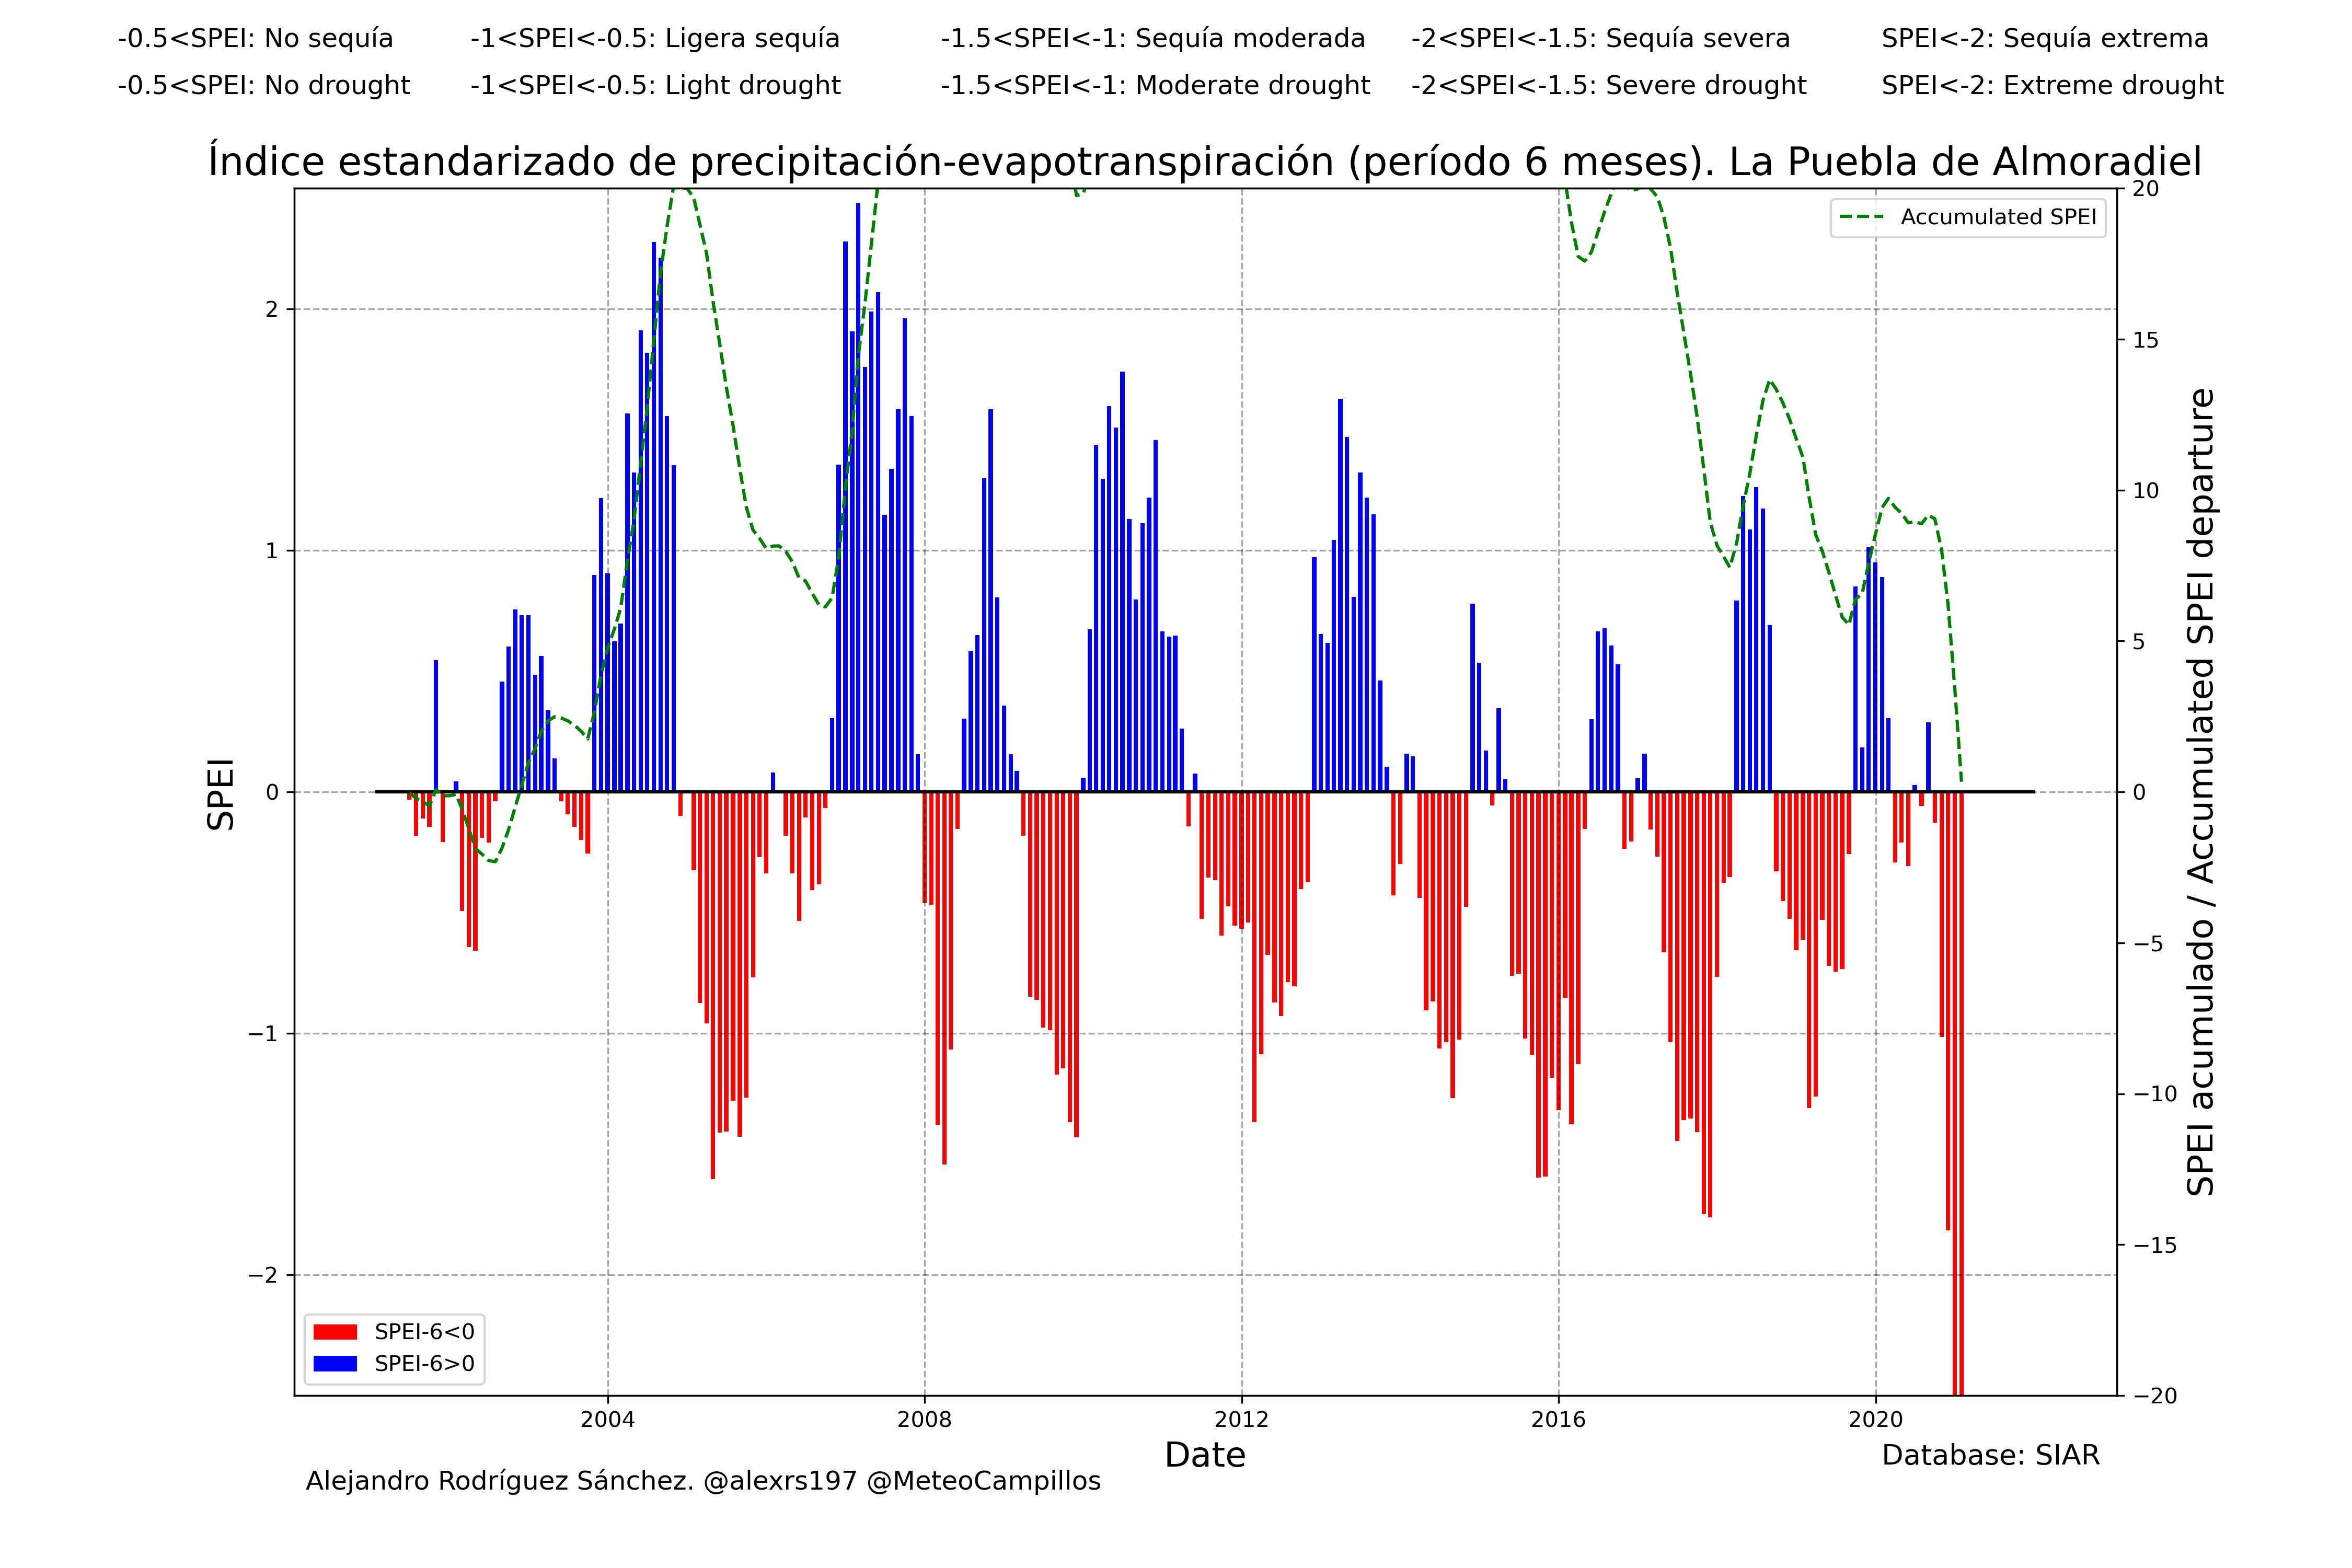 -0.5<SPEI: No sequía -1<SPEI<-0.5: Ligera sequía -1.5<SPEI<-1: Sequía moderada -2<SPEI<-1.5: Sequía severa SPEI<-2: Sequía extrema
-0.5<SPEI: No drought -1<SPEI<-0.5: Light drought -1.5<SPEI<-1: Moderate drought -2<SPEI<-1.5: Severe drought SPEI<-2: Extreme drought
Índice estandarizado de precipitación-evapotranspiración (período 6 meses). La Puebla de Almoradiel
Accumulated SPEI
2
1
0
−1
−2
SPEI
20
15
10
5
0
−5
−10
−15
−20
SPEI acumulado / Accumulated SPEI departure
SPEI-6<0
SPEI-6>0
2004 2008 2012 2016 2020
Date
Database: SIAR
Alejandro Rodríguez Sánchez. @alexrs197 @MeteoCampillos